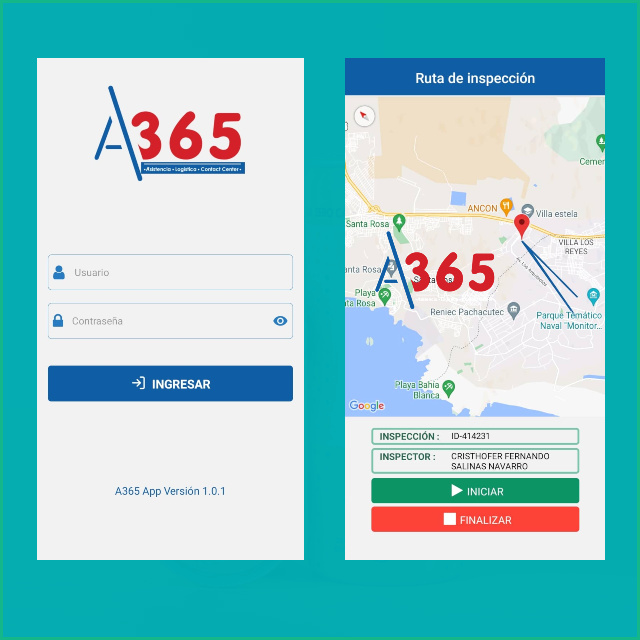 A365
•Asistencia • Logística • Contact Center•
Usuario
Contraseña
INGRESAR
A365 App Versión 1.0.1
Ruta de inspección
Cemen
ANCON
Villa estela
Santa Rosa
VILLA LOS
REYES
anta Rosa
A365
Playa
ta Rosa
Reniec Pachacutec
Parque Temático
Naval "Monitor...
Playa Bahía
Blanca
Google
INSPECCIÓN : ID-414231
INSPECTOR : CRISTHOFER FERNANDO
SALINAS NAVARRO
INICIAR
FINALIZAR